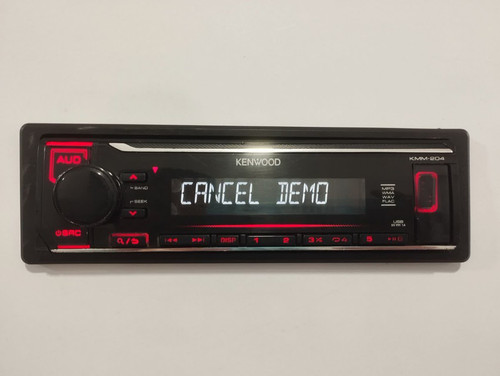 KENWOOD
KMM-204
AUD
BAND
SEEK
CANCEL DEMO
MP3
WMA
WAV
FLAC
SRC
DISP 1 2 3 4 5 6
USB